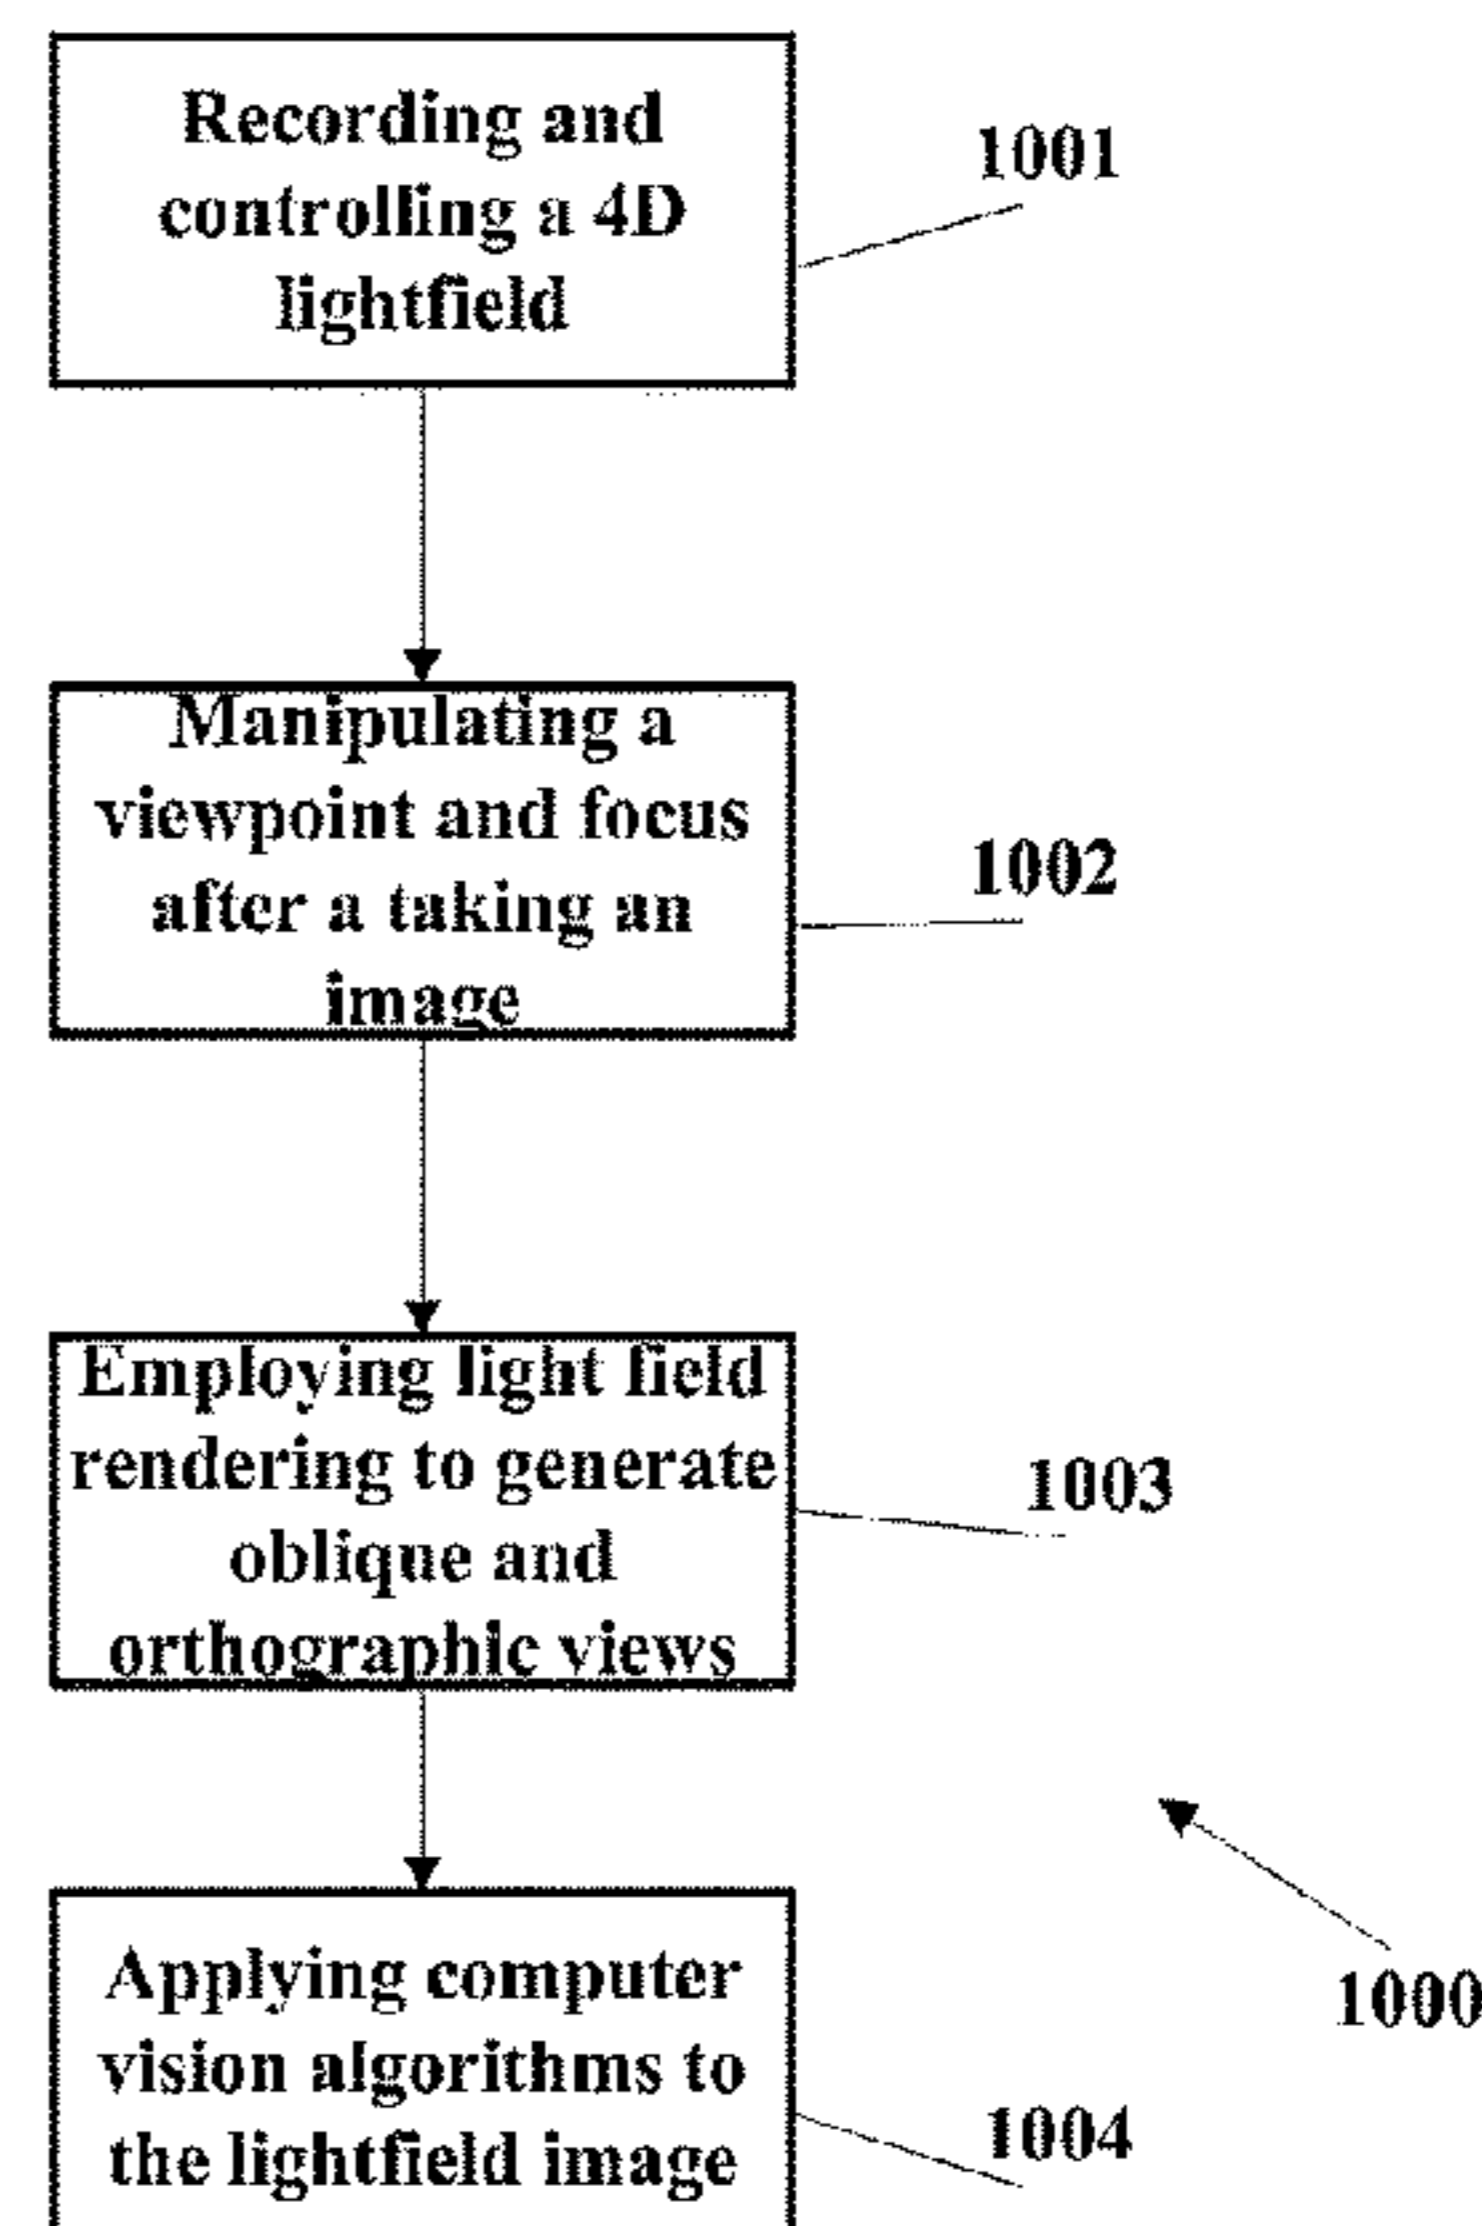 Recording and
controlling a 4D
lightfield
1001
Manipulating a
viewpoint and focus
after a taking an
image
1002
Employing light field
rendering to generate
oblique and
orthographic views
1003
1000
Applying computer
vision algorithms to
the lightfield image
1004